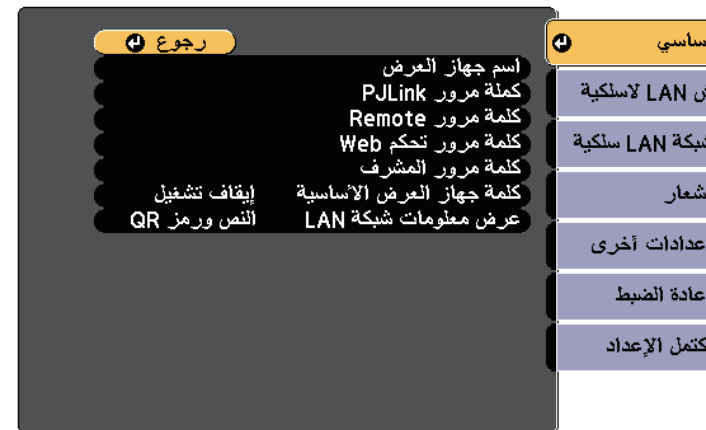 رجوع
اسم جهاز العرض
كملة مرور PJLink
كلمة مرور Remote
كلمة مرور تحكم Web
كلمة مرور المشرف
كلمة جهاز العرض الأساسية إيقاف تشغيل
عرض معلومات شبكة LAN النص ورمز QR
ساسي
LAN لاسلكية
شبكة LAN سلكية
شعار
عدادات أخرى
عادة الضبط
كتمل الإعداد